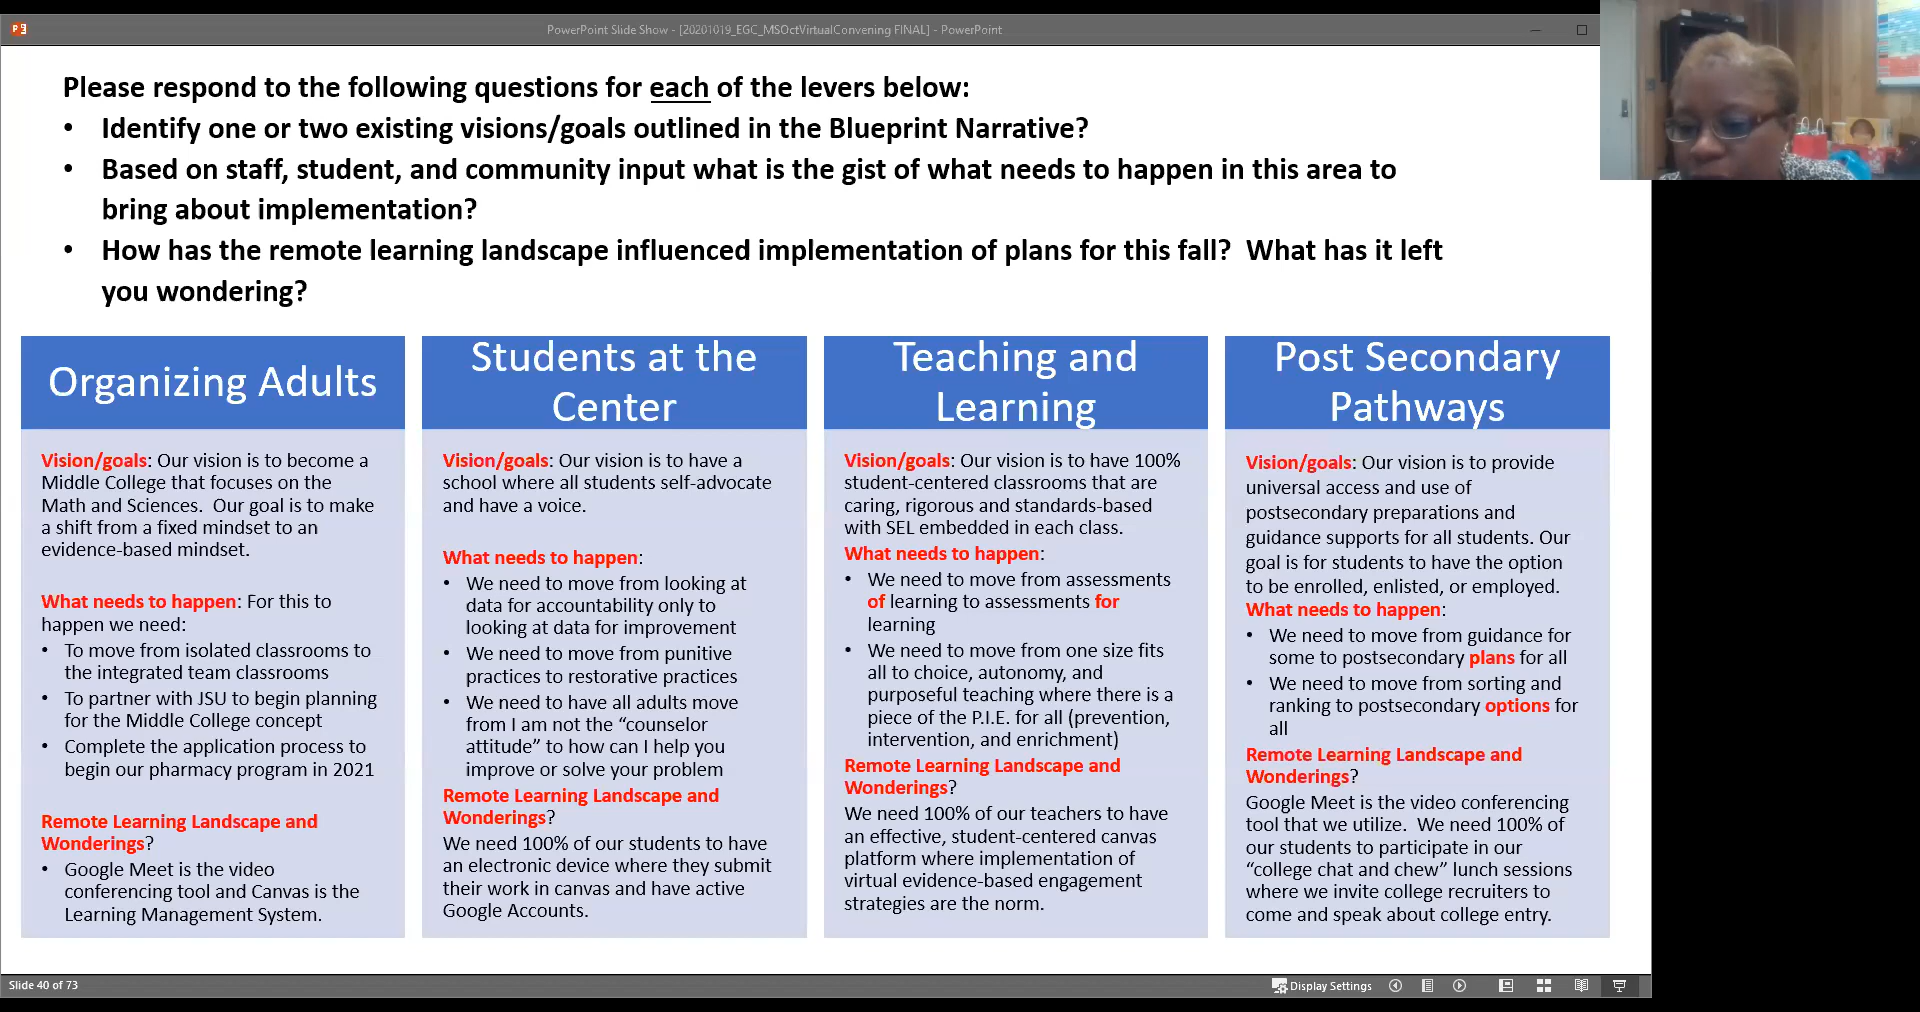 PowerPoint Slide Show - [20201019_EGC_MSOctVirtualConvening FINAL] - PowerPoint
Please respond to the following questions for each of the levers below:
• Identify one or two existing visions/goals outlined in the Blueprint Narrative?
• Based on staff, student, and community input what is the gist of what needs to happen in this area to
bring about implementation?
• How has the remote learning landscape influenced implementation of plans for this fall?  What has it left
you wondering?
Organizing Adults
Vision/goals: Our vision is to become a
Middle College that focuses on the
Math and Sciences.  Our goal is to make
a shift from a fixed mindset to an
evidence-based mindset.
What needs to happen: For this to
happen we need:
• To move from isolated classrooms to
the integrated team classrooms
• To partner with JSU to begin planning
for the Middle College concept
• Complete the application process to
begin our pharmacy program in 2021
Remote Learning Landscape and
Wonderings?
• Google Meet is the video
conferencing tool and Canvas is the
Learning Management System.
Students at the
Center
Vision/goals: Our vision is to have a
school where all students self-advocate
and have a voice.
What needs to happen:
• We need to move from looking at
data for accountability only to
looking at data for improvement
• We need to move from punitive
practices to restorative practices
• We need to have all adults move
from I am not the “counselor
attitude” to how can I help you
improve or solve your problem
Remote Learning Landscape and
Wonderings?
We need 100% of our students to have
an electronic device where they submit
their work in canvas and have active
Google Accounts.
Teaching and
Learning
Vision/goals: Our vision is to have 100%
student-centered classrooms that are
caring, rigorous and standards-based
with SEL embedded in each class.
What needs to happen:
• We need to move from assessments
of learning to assessments for
learning
• We need to move from one size fits
all to choice, autonomy, and
purposeful teaching where there is a
piece of the P.I.E. for all (prevention,
intervention, and enrichment)
Remote Learning Landscape and
Wonderings?
We need 100% of our teachers to have
an effective, student-centered canvas
platform where implementation of
virtual evidence-based engagement
strategies are the norm.
Post Secondary
Pathways
Vision/goals: Our vision is to provide
universal access and use of
postsecondary preparations and
guidance supports for all students. Our
goal is for students to have the option
to be enrolled, enlisted, or employed.
What needs to happen:
• We need to move from guidance for
some to postsecondary plans for all
• We need to move from sorting and
ranking to postsecondary options for
all
Remote Learning Landscape and
Wonderings?
Google Meet is the video conferencing
tool that we utilize.  We need 100% of
our students to participate in our
“college chat and chew” lunch sessions
where we invite college recruiters to
come and speak about college entry.
Slide 40 of 73
Display Settings